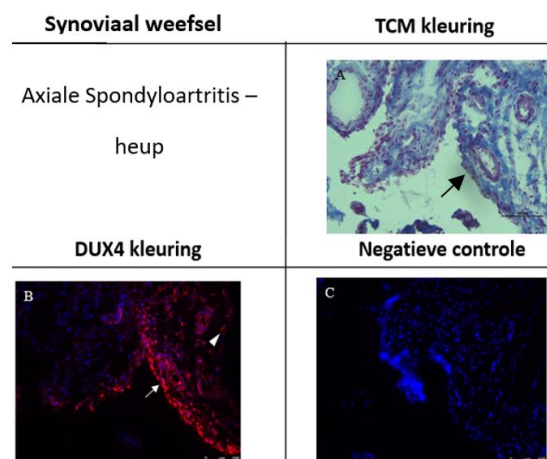 Synoviaal weefsel
TCM kleuring
Axiale Spondyloartritis –
heup
A
DUX4 kleuring
Negatieve controle
B
C